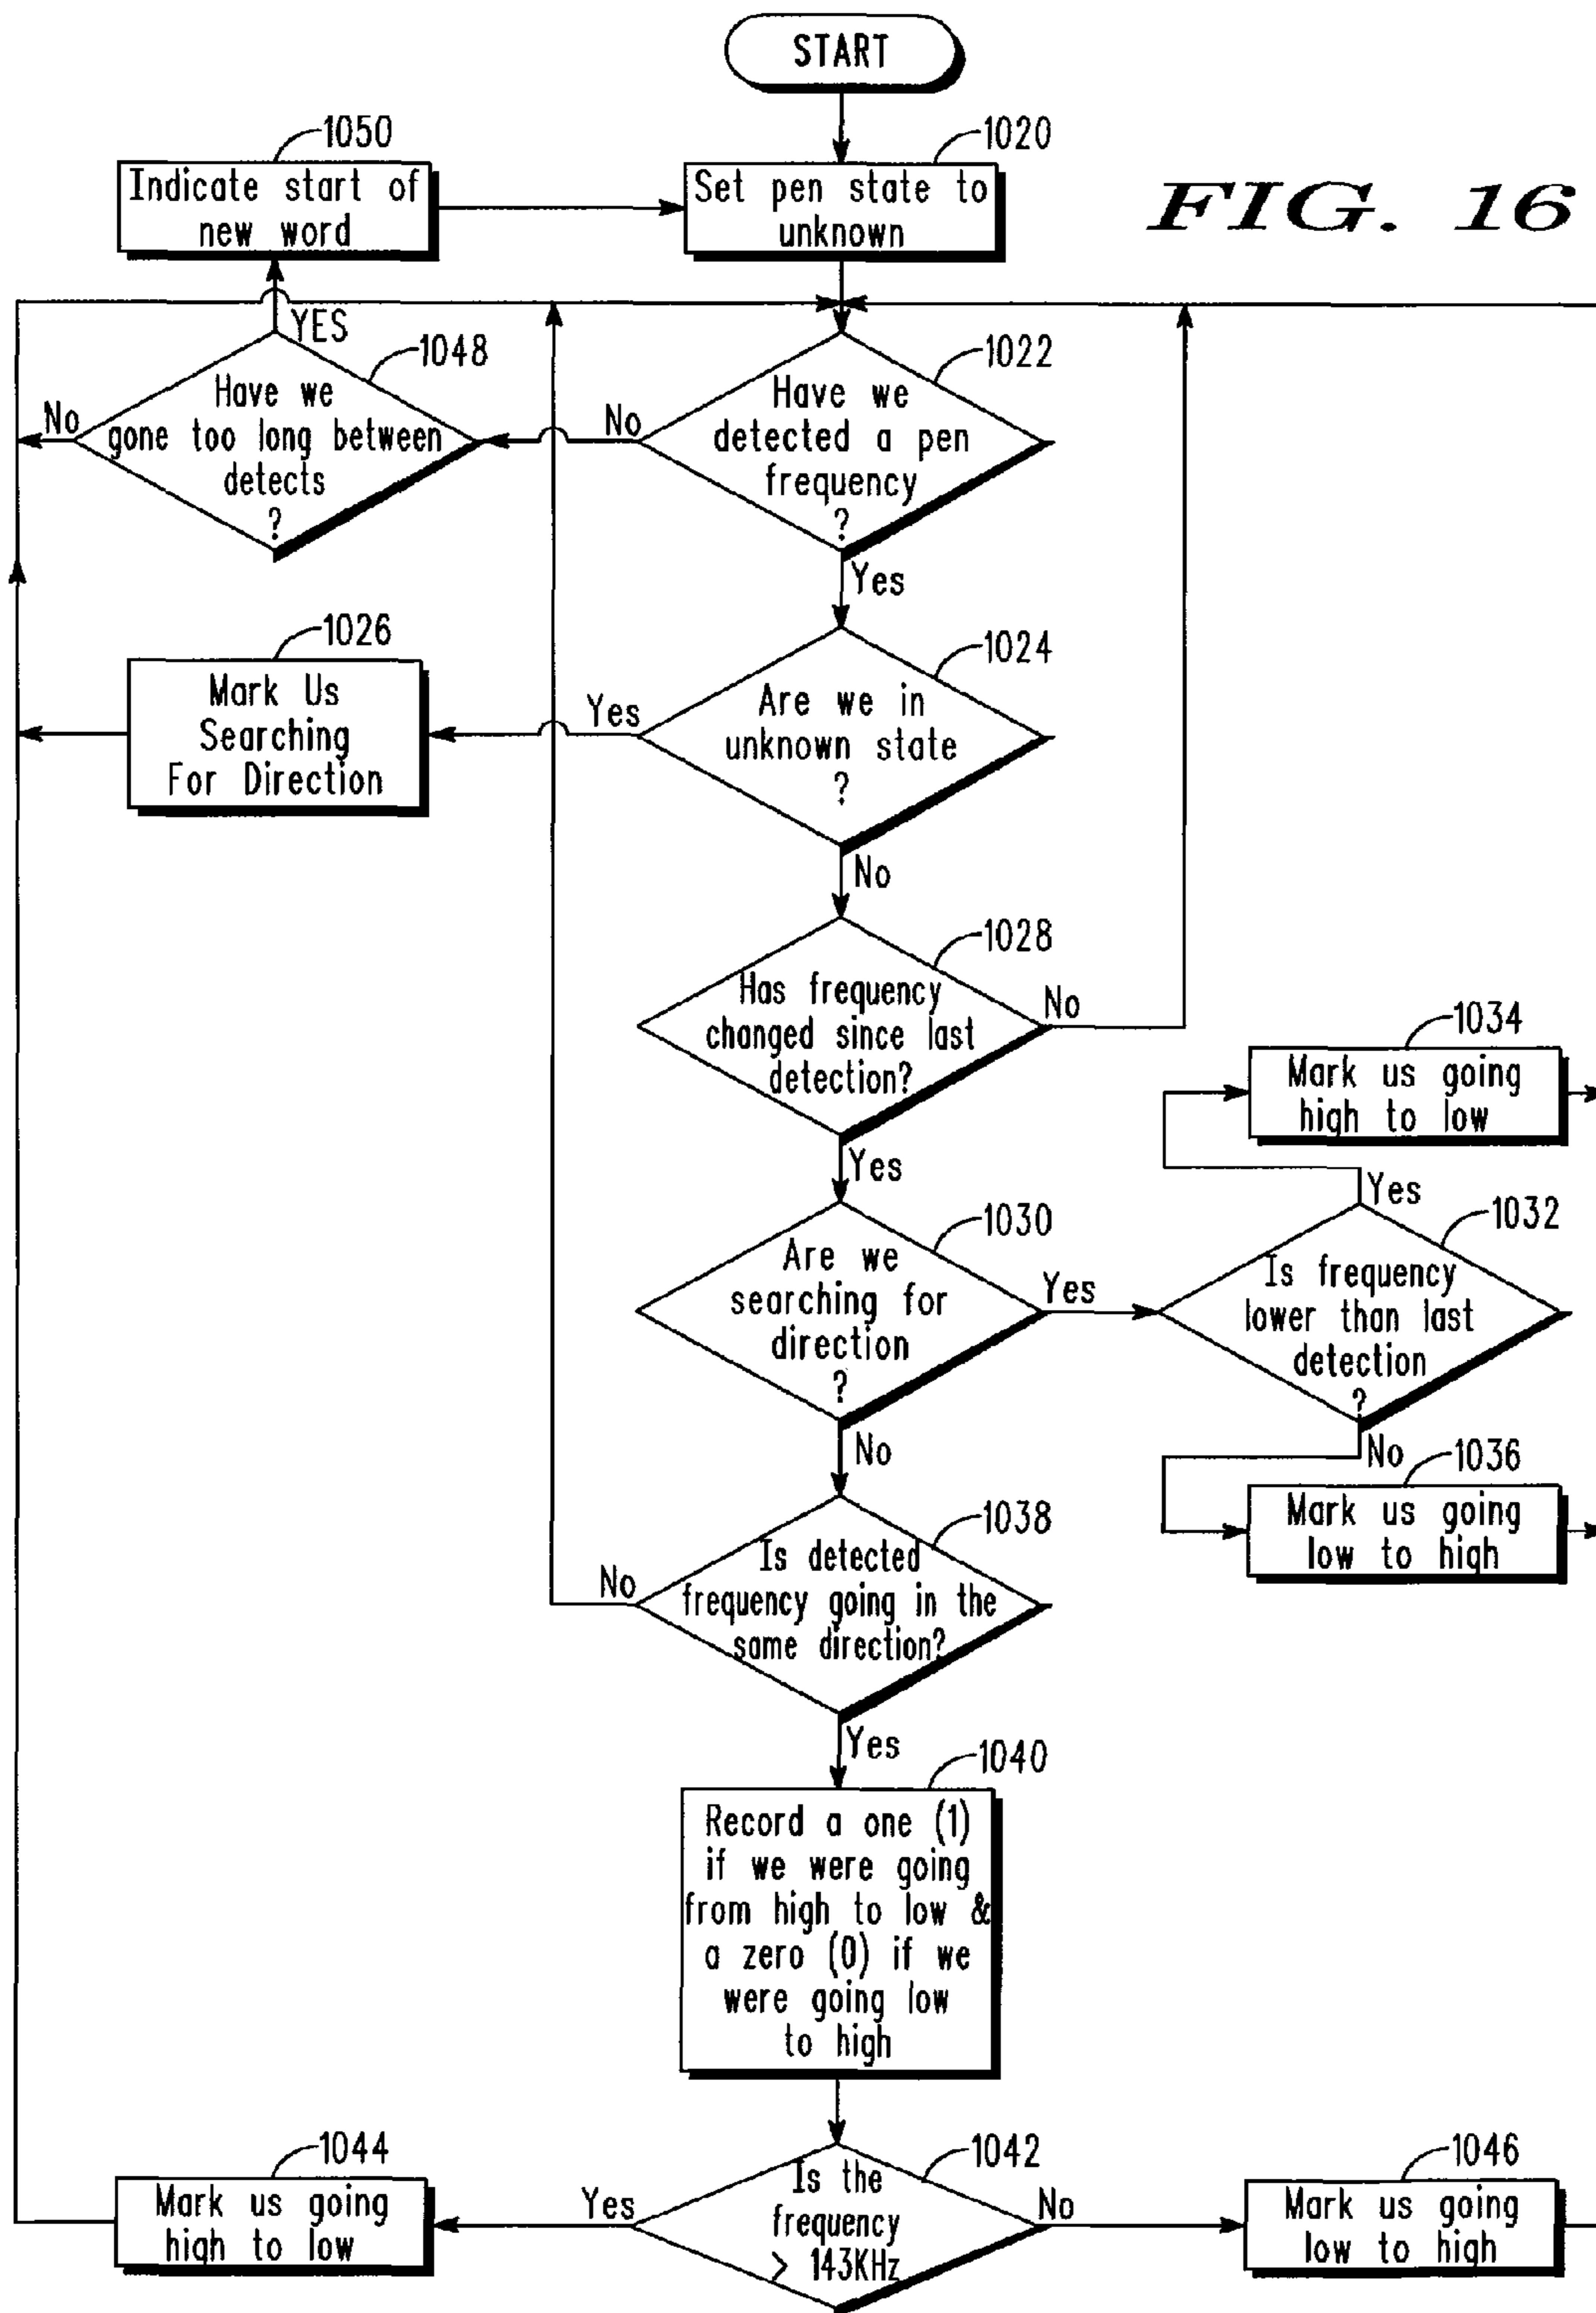 START
1050
Indicate start of
new word
1020
Set pen state to
unknown
FIG. 16
YES
1048
Have we
gone too long between
detects
?
No
1022
Have we
detected a pen
frequency
?
No
Yes
1026
Mark Us
Searching
For Direction
1024
Are we in
unknown state
?
Yes
No
1028
Has frequency
changed since last
detection?
No
Yes
1034
Mark us going
high to low
1030
Are we
searching for
direction
?
Yes
No
1032
Is frequency
lower than last
detection
?
Yes
No
1036
Mark us going
low to high
1038
Is detected
frequency going in the
same direction?
No
Yes
1040
Record a one (1)
if we were going
from high to low &
a zero (0) if we
were going low
to high
1044
Mark us going
high to low
1042
Is the
frequency
> 143KHz
Yes
No
1046
Mark us going
low to high